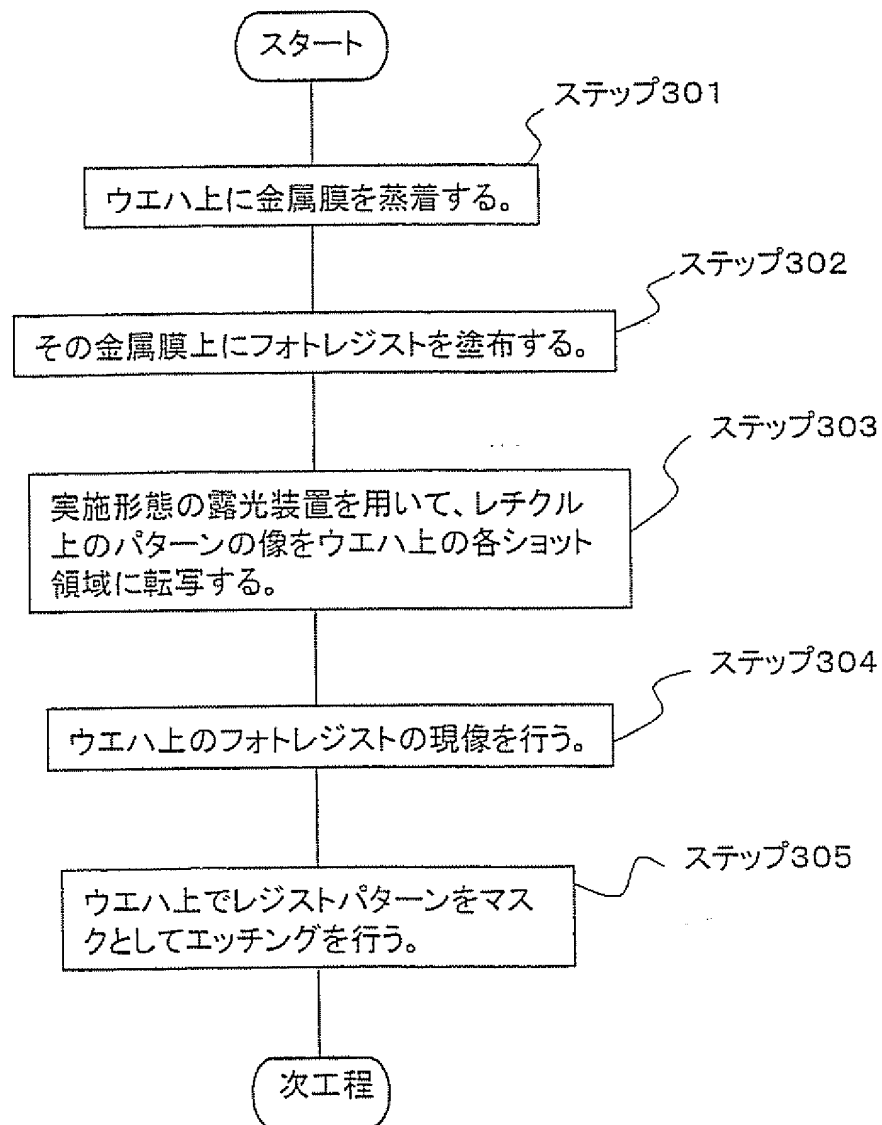 スタート
ステップ301
ウエハ上に金属膜を蒸着する。
ステップ302
その金属膜上にフォトレジストを塗布する。
ステップ303
実施形態の露光装置を用いて、レチクル
上のパターンの像をウエハ上の各ショット
領域に転写する。
ステップ304
ウエハ上のフォトレジストの現像を行う。
ステップ305
ウエハ上でレジストパターンをマス
クとしてエッチングを行う。
次工程